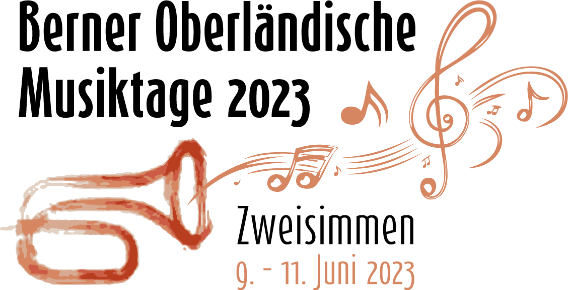 Berner Oberländische
Musiktage 2023
Zweisimmen
9. - 11. Juni 2023